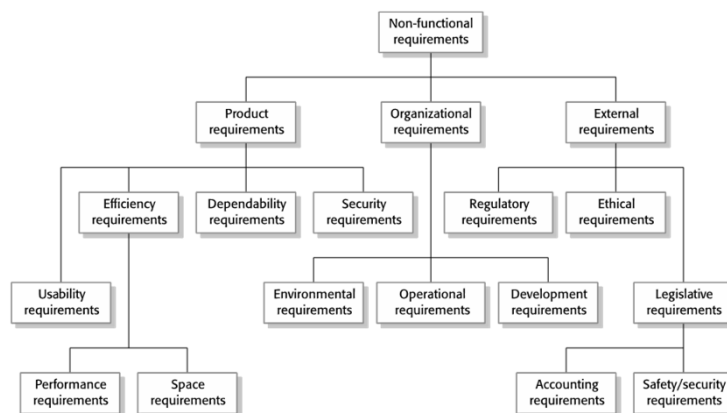 Non-functional
requirements
Product
requirements
Organizational
requirements
External
requirements
Efficiency
requirements
Dependability
requirements
Security
requirements
Regulatory
requirements
Ethical
requirements
Usability
requirements
Environmental
requirements
Operational
requirements
Development
requirements
Legislative
requirements
Performance
requirements
Space
requirements
Accounting
requirements
Safety/security
requirements